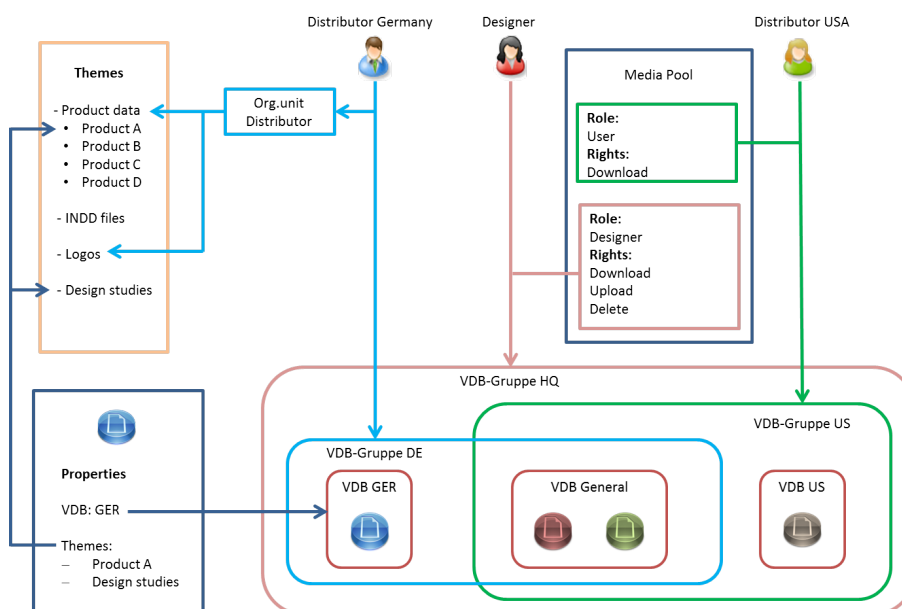 Distributor Germany
Designer
Distributor USA
Themes
- Product data
• Product A
• Product B
• Product C
• Product D
- INDD files
- Logos
- Design studies
Org.unit
Distributor
Media Pool
Role:
User
Rights:
Download
Role:
Designer
Rights:
Download
Upload
Delete
VDB-Gruppe HQ
VDB-Gruppe US
VDB-Gruppe DE
VDB GER
VDB General
VDB US
Properties
VDB: GER
Themes:
– Product A
– Design studies